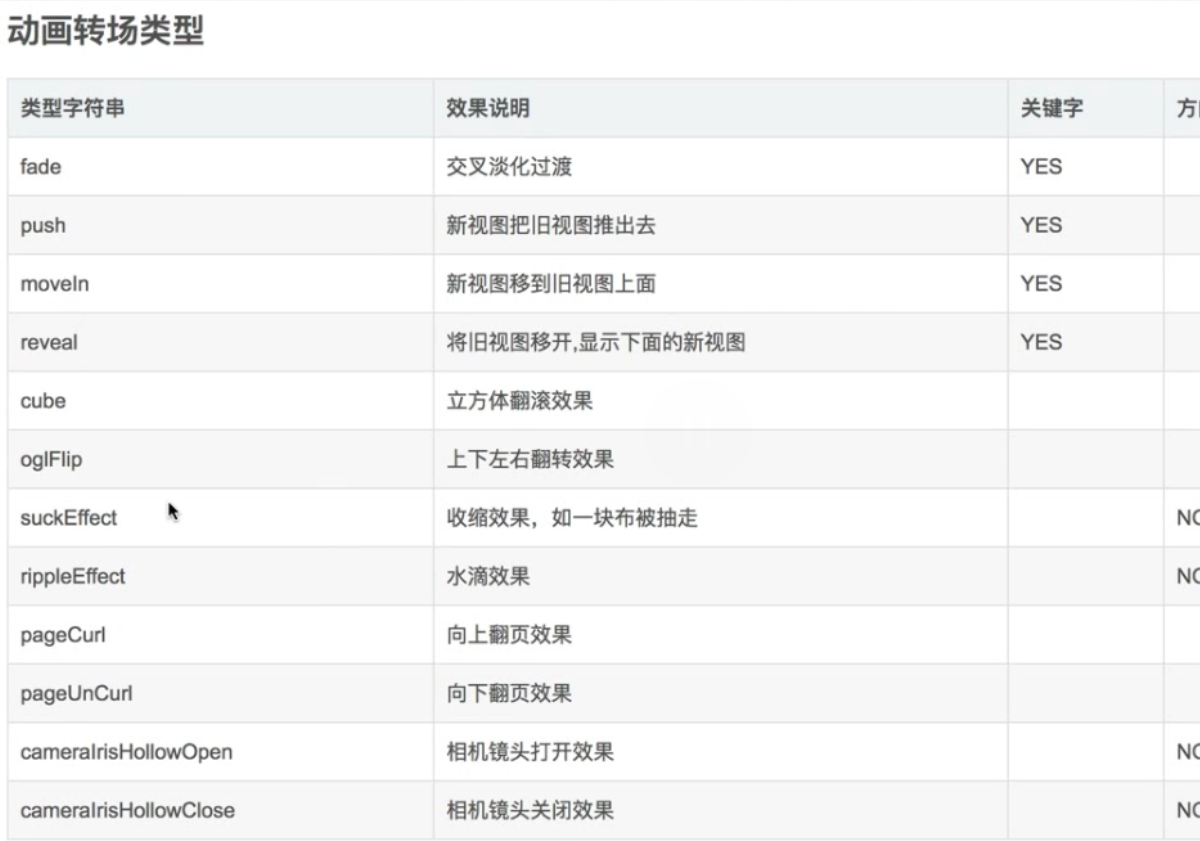 动画转场类型
类型字符串 效果说明 关键字
fade 交叉淡化过渡 YES
push 新视图把旧视图推出去 YES
moveIn 新视图移到旧视图上面 YES
reveal 将旧视图移开,显示下面的新视图 YES
cube 立方体翻滚效果
oglFlip 上下左右翻转效果
suckEffect 收缩效果，如一块布被抽走 NO
rippleEffect 水滴效果 NO
pageCurl 向上翻页效果
pageUnCurl 向下翻页效果
cameraIrisHollowOpen 相机镜头打开效果 NO
cameraIrisHollowClose 相机镜头关闭效果 NO